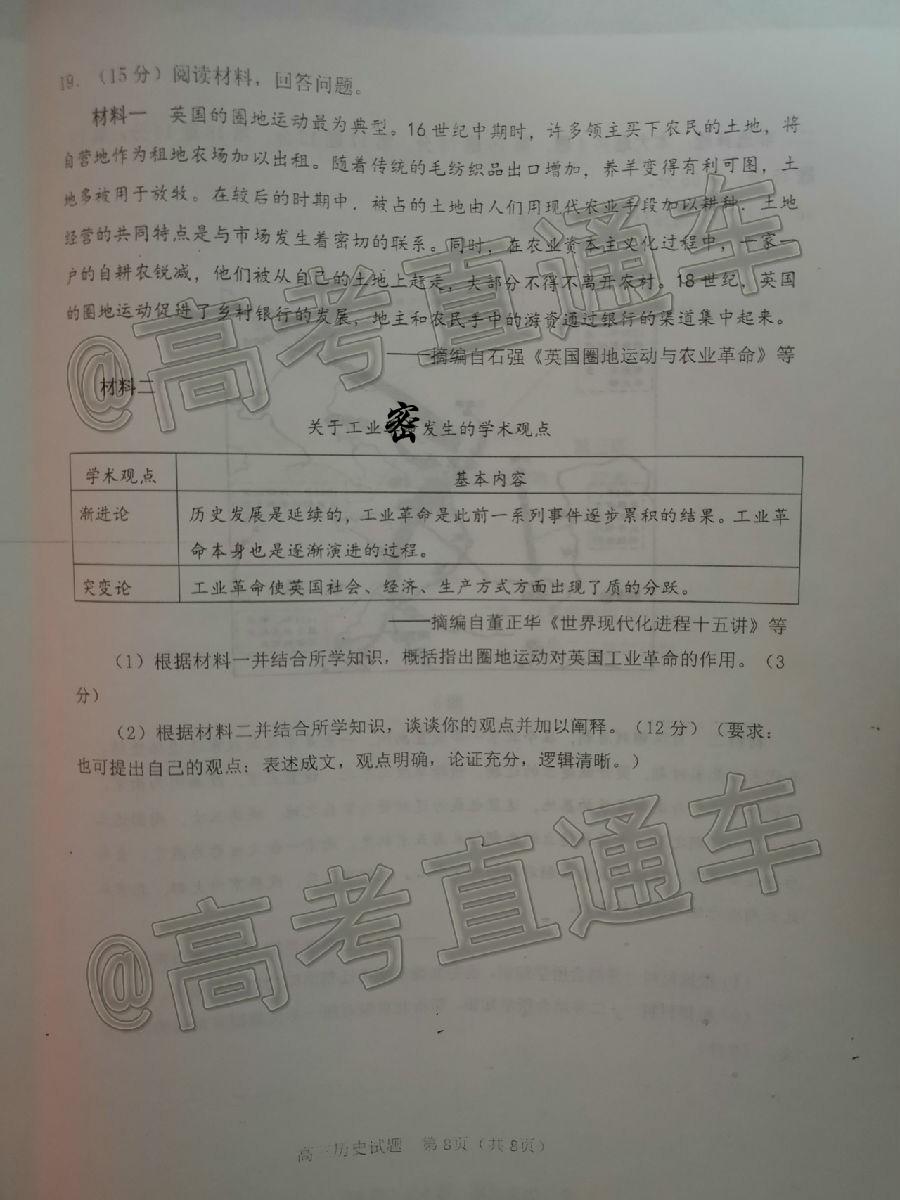 19.（15分）阅读材料，回答问题。
材料一　英国的圈地运动最为典型。16世纪中期时，许多领主买下农民的土地，将
自营地作为租地农场加以出租。随着传统的毛纺织品出口增加，养羊变得有利可图，土
地多被用于放牧。在较后的时期中，被占的土地由人们用现代农业手段加以耕种，土地
经营的共同特点是与市场发生着密切的联系。同时，在农业资本主义化过程中，一家一
户的自耕农锐减，他们被从自己的土地上赶走，大部分不得不离开农村。18世纪，英国
的圈地运动促进了乡村银行的发展，地主和农民手中的游资通过银行的渠道集中起来。
——摘编自石强《英国圈地运动与农业革命》等
材料二
关于工业密发生的学术观点
学术观点　基本内容
渐进论　历史发展是延续的，工业革命是此前一系列事件逐步累积的结果。工业革
命本身也是逐渐演进的过程。
突变论　工业革命使英国社会、经济、生产方式方面出现了质的分跃。
——摘编自董正华《世界现代化进程十五讲》等
（1）根据材料一并结合所学知识，概括指出圈地运动对英国工业革命的作用。（3
分）
（2）根据材料二并结合所学知识，谈谈你的观点并加以阐释。（12分）（要求：
也可提出自己的观点；表述成文，观点明确，论证充分，逻辑清晰。）
@高考直通车
@高考直通车
高三历史试题　第8页（共8页）